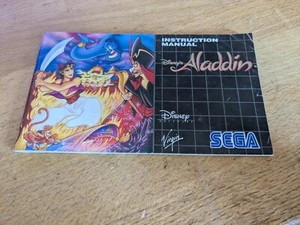 INSTRUCTION
MANUAL
Disney's
Aladdin
Disney
Virgin
SEGA